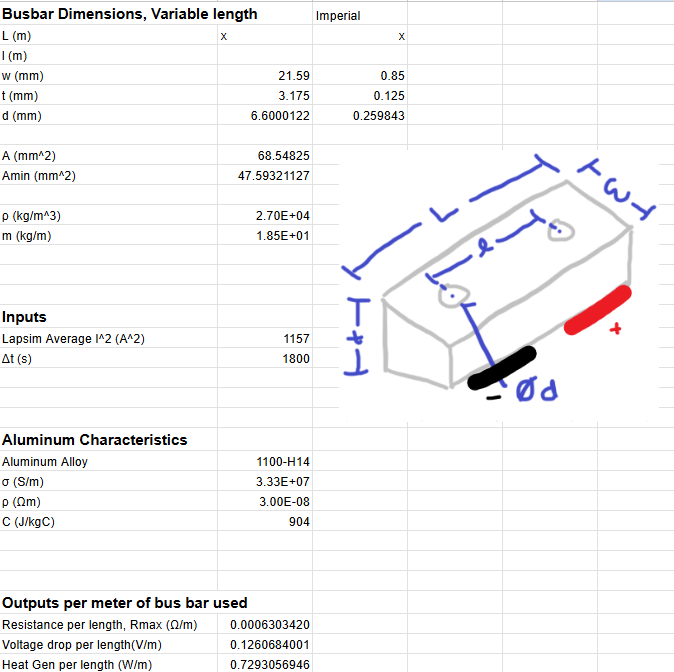 Busbar Dimensions, Variable length Imperial
L (m) x x
l (m)
w (mm) 21.59 0.85
t (mm) 3.175 0.125
d (mm) 6.6000122 0.259843
A (mm^2) 68.54825
Amin (mm^2) 47.59321127
ρ (kg/m^3) 2.70E+04
m (kg/m) 1.85E+01
L
w
l
t
+
- Ød
Inputs
Lapsim Average I^2 (A^2) 1157
Δt (s) 1800
Aluminum Characteristics
Aluminum Alloy 1100-H14
σ (S/m) 3.33E+07
ρ (Ωm) 3.00E-08
C (J/kgC) 904
Outputs per meter of bus bar used
Resistance per length, Rmax (Ω/m) 0.0006303420
Voltage drop per length(V/m) 0.1260684001
Heat Gen per length (W/m) 0.7293056946